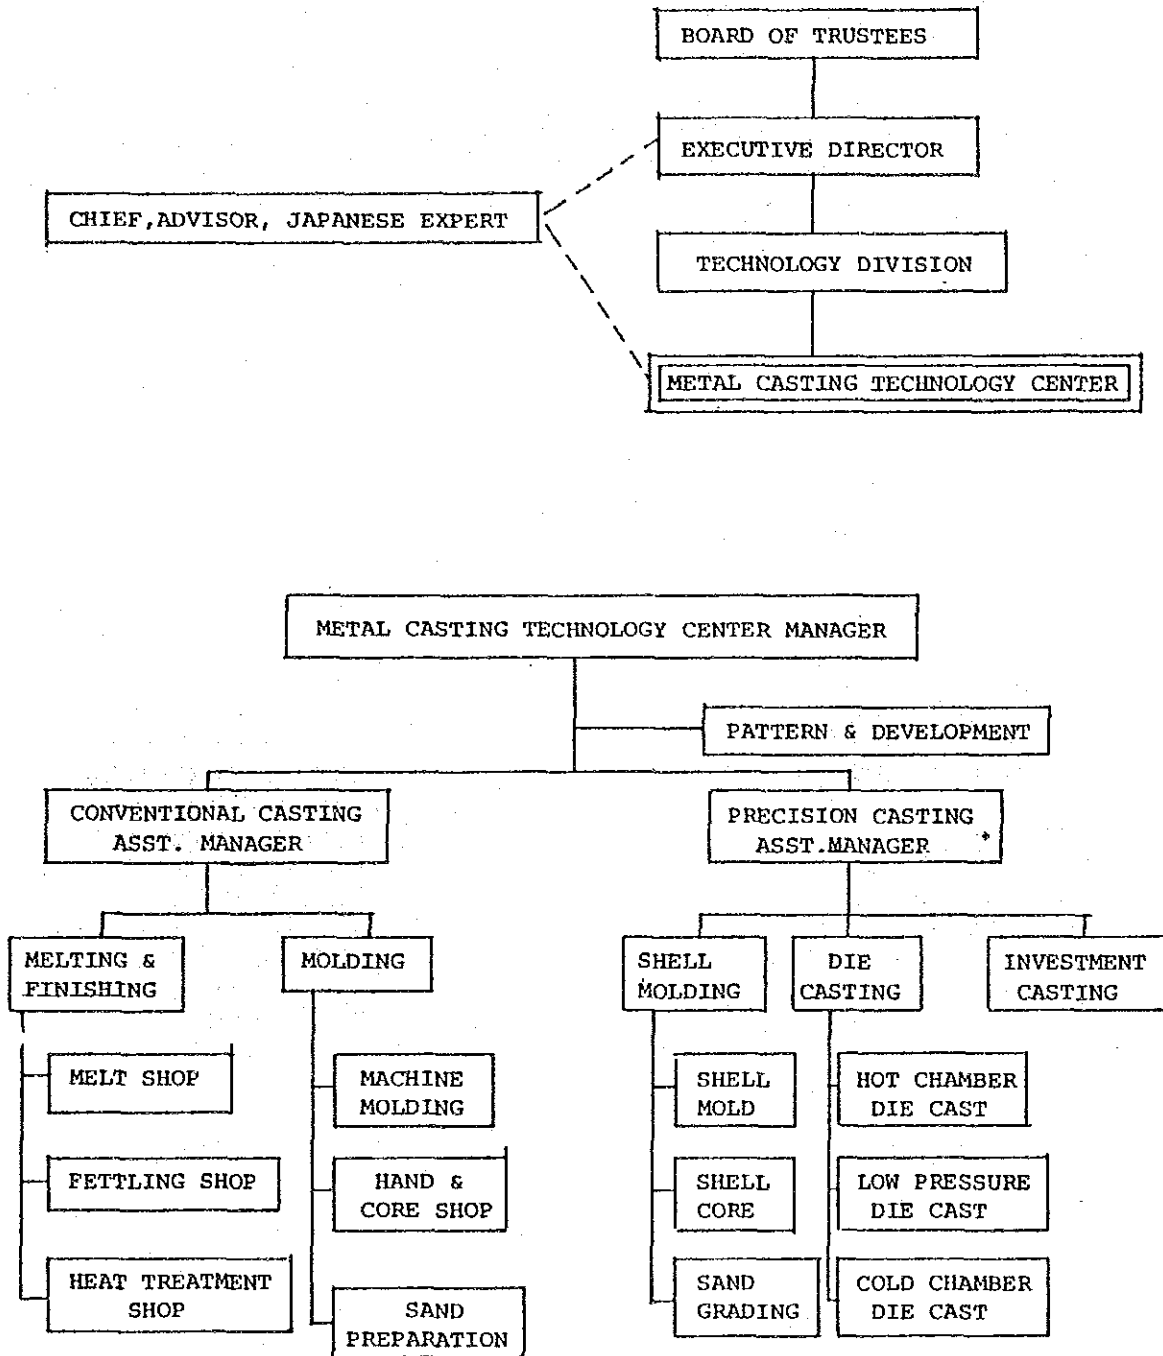 BOARD OF TRUSTEES
EXECUTIVE DIRECTOR
CHIEF,ADVISOR, JAPANESE EXPERT
TECHNOLOGY DIVISION
METAL CASTING TECHNOLOGY CENTER
METAL CASTING TECHNOLOGY CENTER MANAGER
PATTERN & DEVELOPMENT
CONVENTIONAL CASTING
ASST. MANAGER
PRECISION CASTING
ASST.MANAGER
MELTING &
FINISHING
MOLDING
SHELL
MOLDING
DIE
CASTING
INVESTMENT
CASTING
MELT SHOP
FETTLING SHOP
HEAT TREATMENT
SHOP
MACHINE
MOLDING
HAND &
CORE SHOP
SAND
PREPARATION
SHELL
MOLD
SHELL
CORE
SAND
GRADING
HOT CHAMBER
DIE CAST
LOW PRESSURE
DIE CAST
COLD CHAMBER
DIE CAST